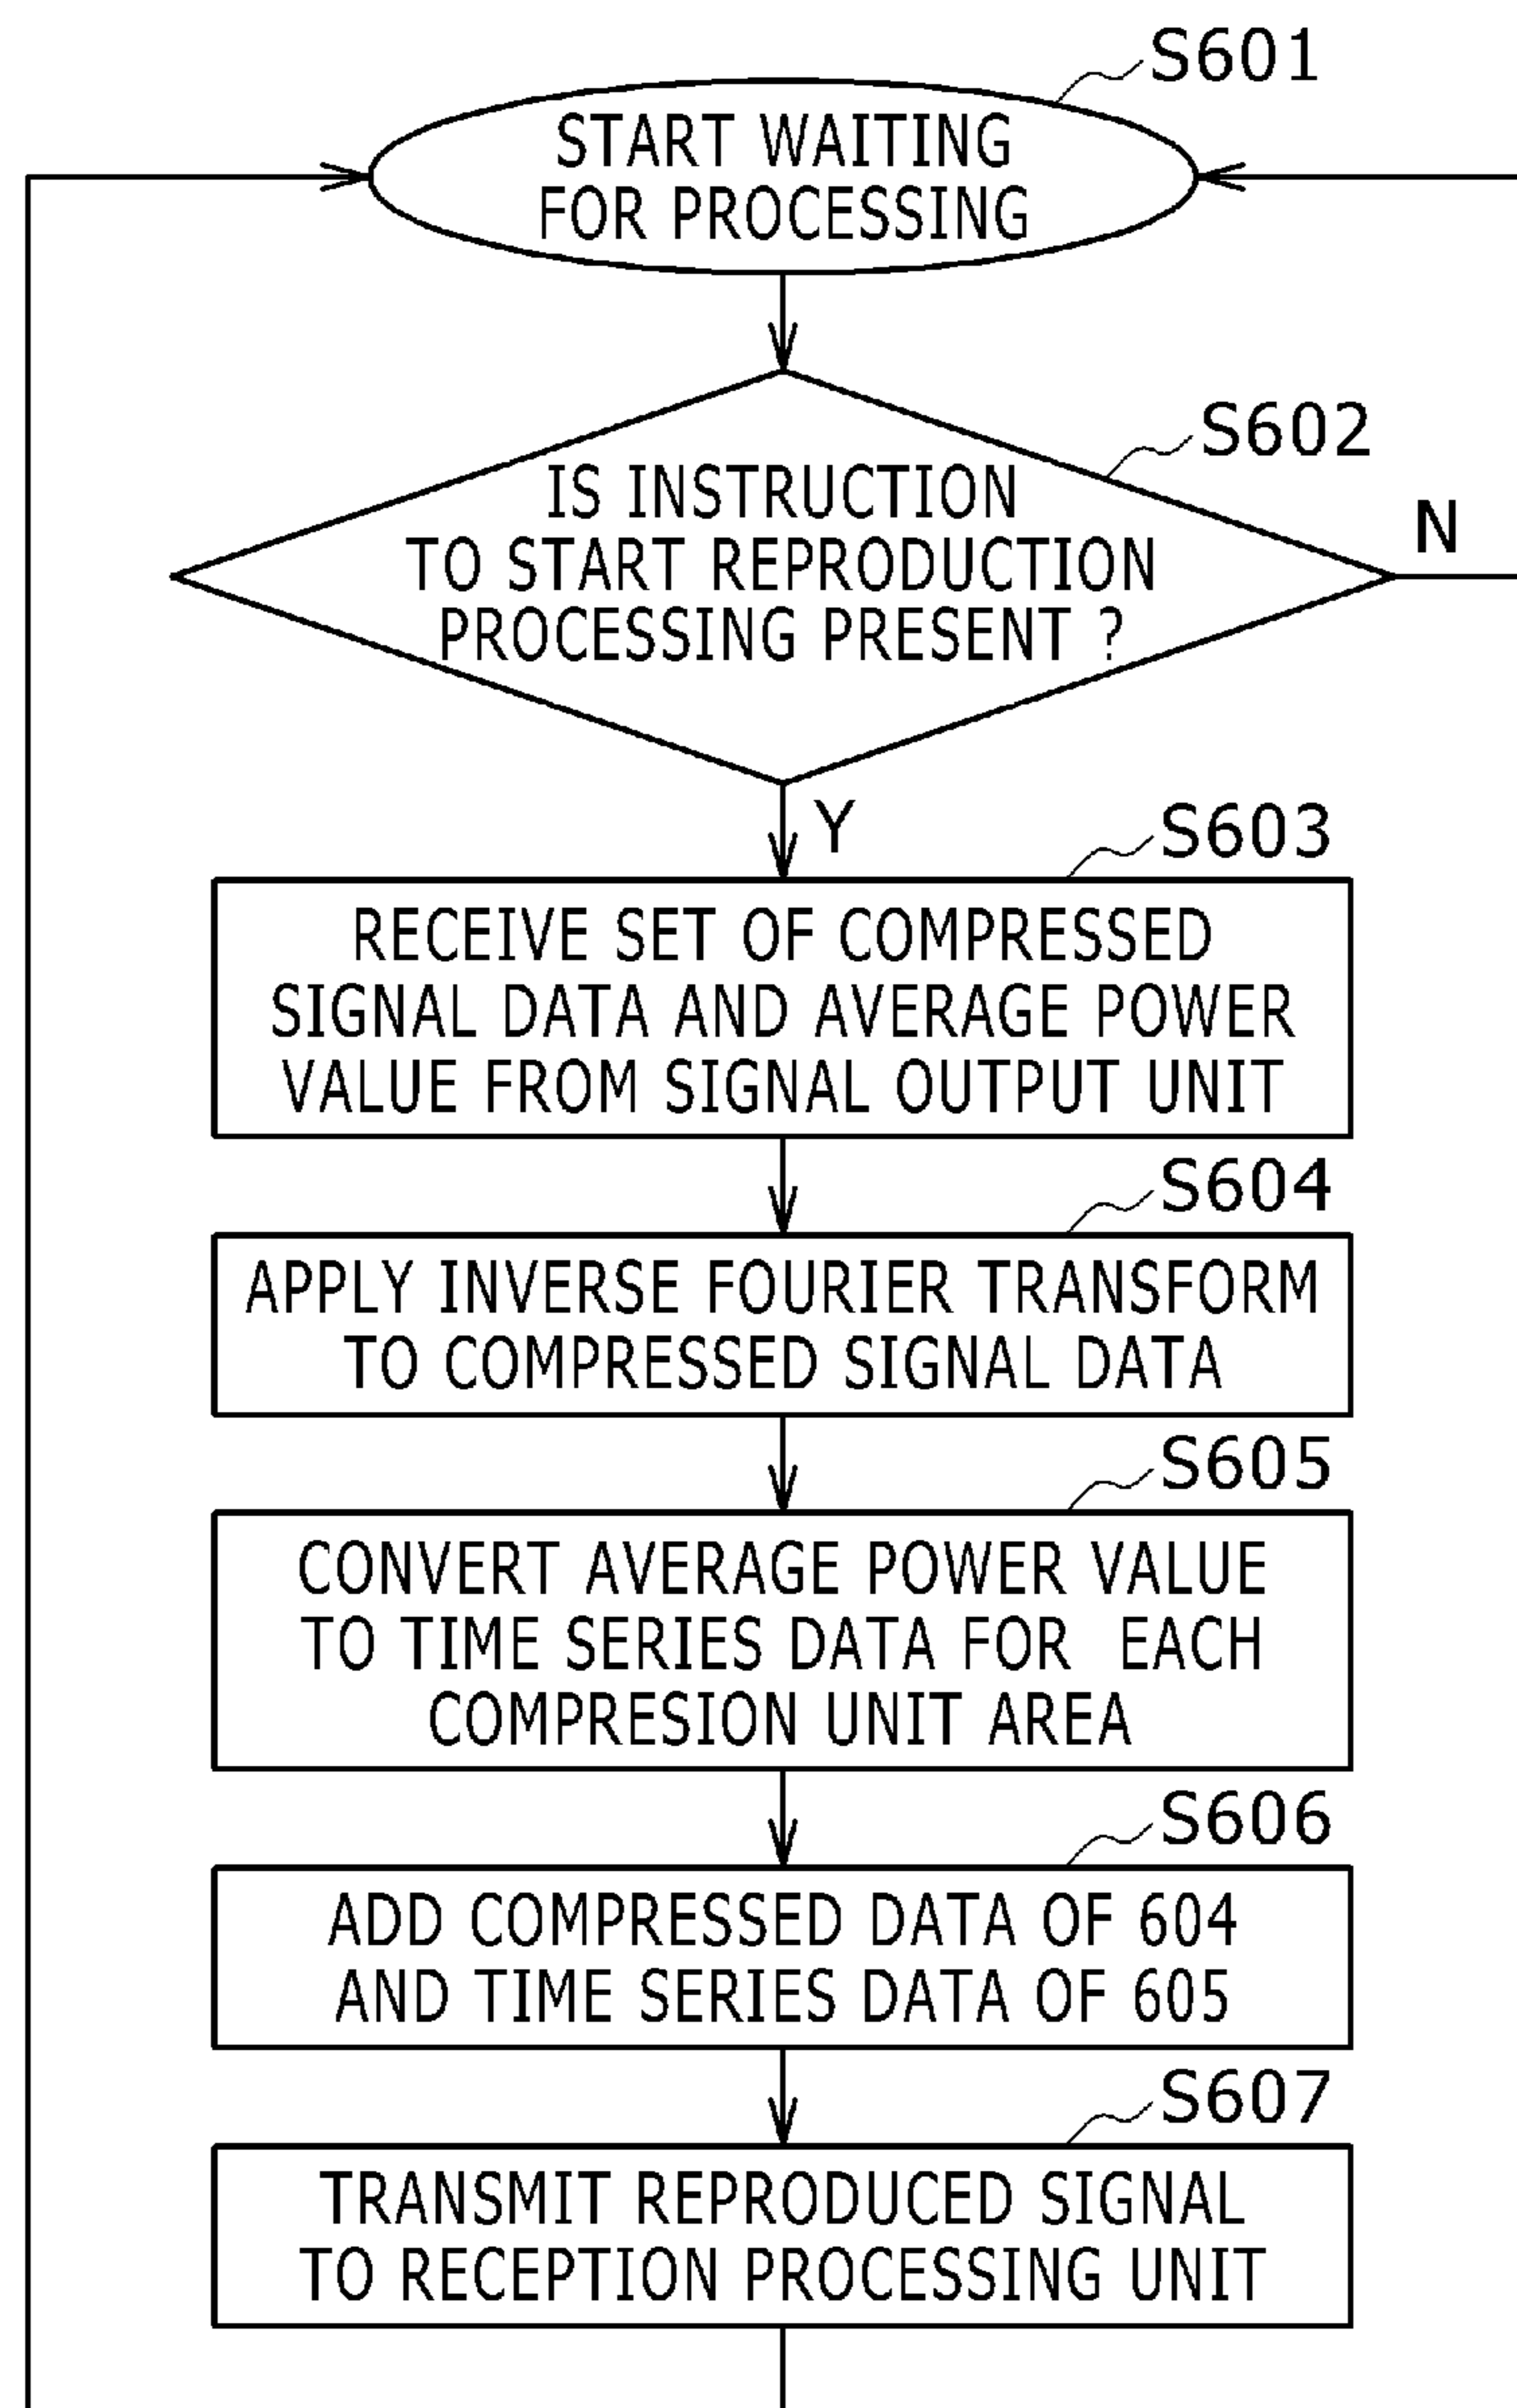 S601
START WAITING
FOR PROCESSING
S602
IS INSTRUCTION
TO START REPRODUCTION
PROCESSING PRESENT ?
N
Y
S603
RECEIVE SET OF COMPRESSED
SIGNAL DATA AND AVERAGE POWER
VALUE FROM SIGNAL OUTPUT UNIT
S604
APPLY INVERSE FOURIER TRANSFORM
TO COMPRESSED SIGNAL DATA
S605
CONVERT AVERAGE POWER VALUE
TO TIME SERIES DATA FOR EACH
COMPRESION UNIT AREA
S606
ADD COMPRESSED DATA OF 604
AND TIME SERIES DATA OF 605
S607
TRANSMIT REPRODUCED SIGNAL
TO RECEPTION PROCESSING UNIT